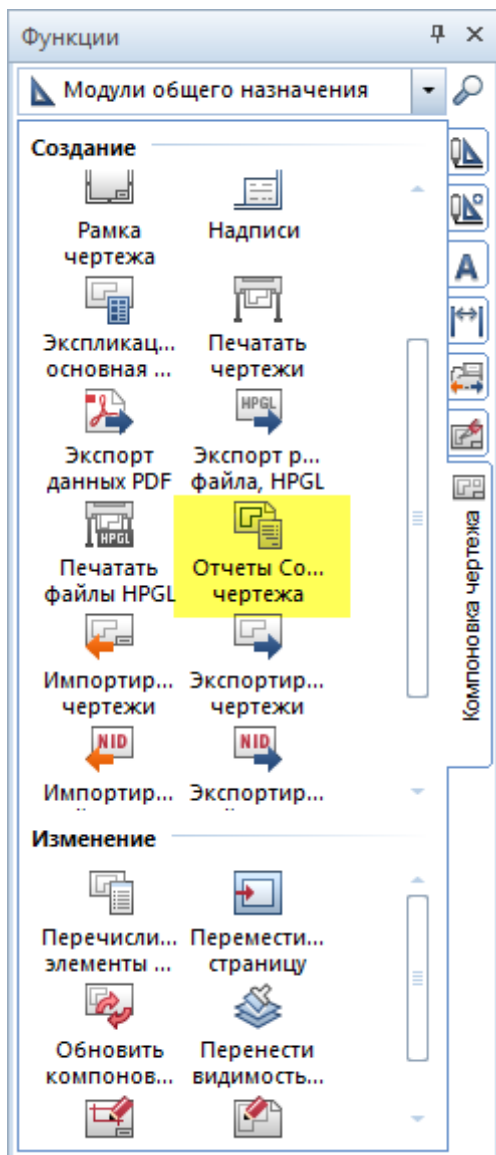 Функции
Модули общего назначения
Создание
Рамка
чертежа
Надписи
Экспликац...
основная ...
Печатать
чертежи
PDF
HPGL
Экспорт
данных PDF
Экспорт р...
файла, HPGL
HPGL
Печатать
файлы HPGL
Отчеты Со...
чертежа
Импортир...
чертежи
Экспортир...
чертежи
NID
NID
Импортир...
Экспортир...
Изменение
Перечисли...
элементы ...
Перемести...
страницу
Обновить
компонов...
Перенести
видимость...
A
Компоновка чертежа